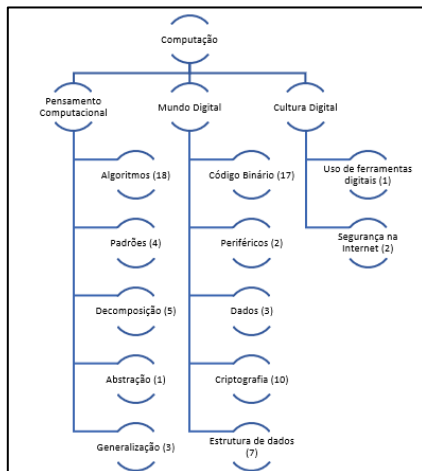 Computação
Pensamento
Computacional
Mundo Digital
Cultura Digital
Algoritmos (18)
Código Binário (17)
Uso de ferramentas
digitais (1)
Padrões (4)
Periféricos (2)
Segurança na
Internet (2)
Decomposição (5)
Dados (3)
Abstração (1)
Criptografia (10)
Generalização (3)
Estrutura de dados
(7)